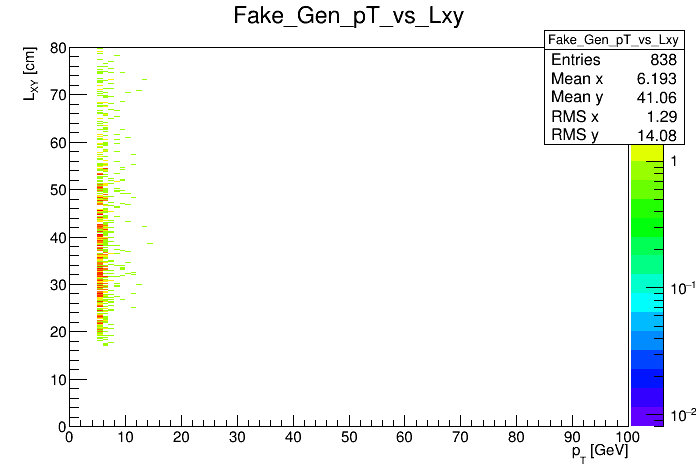 Fake_Gen_pT_vs_Lxy
Fake_Gen_pT_vs_Lxy
Entries 838
Mean x 6.193
Mean y 41.06
RMS x 1.29
RMS y 14.08
L_XY [cm]
80
70
60
50
40
30
20
10
0
1
10⁻¹
10⁻²
0 10 20 30 40 50 60 70 80 90 100
p_T [GeV]